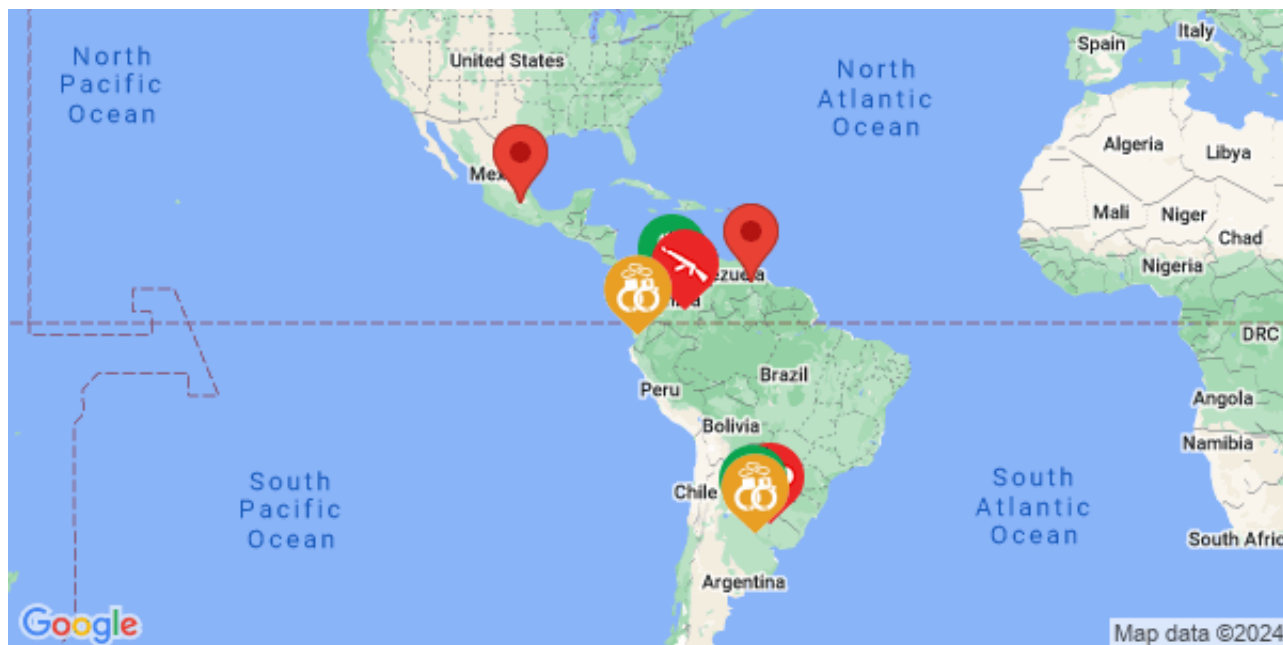 North
Pacific
Ocean
United States
North
Atlantic
Ocean
Spain
Italy
Algeria
Libya
Mali
Niger
Chad
Nigeria
DRC
Angola
Namibia
Brazil
Peru
Bolivia
Chile
South
Pacific
Ocean
South
Atlantic
Ocean
South Afric
Argentina
Google
Map data ©2024